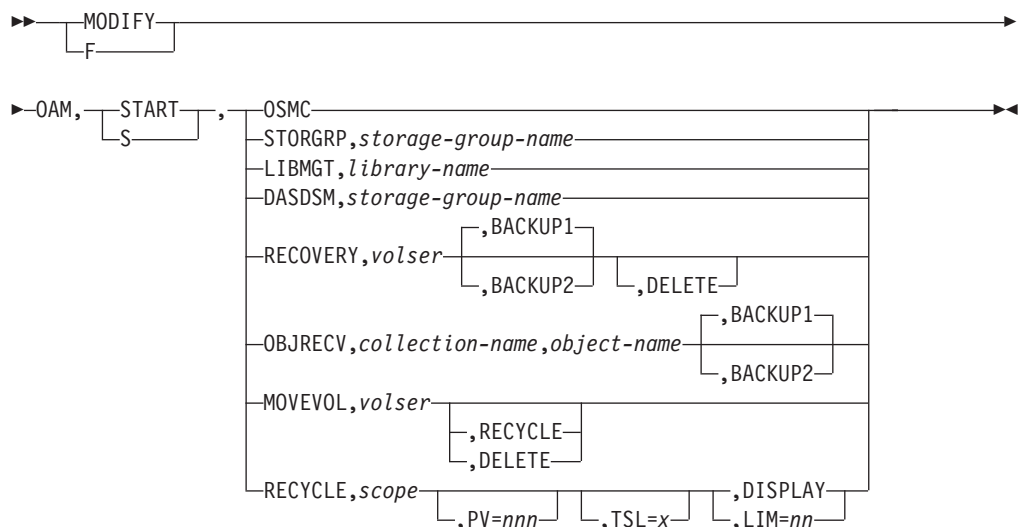 MODIFY
F
OAM, START , OSMC
S
STORGRP,storage-group-name
LIBMGT,library-name
DASDSM,storage-group-name
,BACKUP1
RECOVERY,volser
,BACKUP2 ,DELETE
,BACKUP1
OBJRECV,collection-name,object-name
,BACKUP2
MOVEVOL,volser
,RECYCLE
,DELETE
RECYCLE,scope ,DISPLAY
,PV=nnn ,TSL=x ,LIM=nn